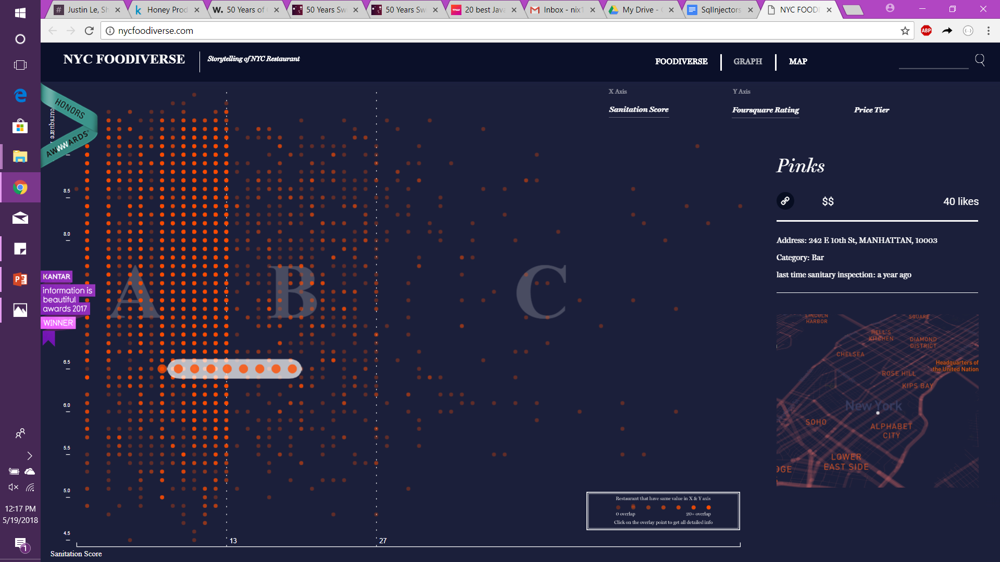 Justin Le, Sh
Honey Prod
50 Years of
50 Years Sw
50 Years Sw
20 best Java
Inbox - nix1
My Drive -
SqlInjectors
NYC FOODI
nycfoodiverse.com
ABP
NYC FOODIVERSE
Storytelling of NYC Restaurant
FOODIVERSE
GRAPH
MAP
HONORS
AWWWARDS
X Axis
Y Axis
Sanitation Score
Foursquare Rating
Price Tier
oursquare
8.5
8.0
6.5
6.0
5.5
5.0
4.5
A
B
C
KANTAR
information is
beautiful
awards 2017
WINNER
Pinks
$$
40 likes
Address: 242 E 10th St, MANHATTAN, 10003
Category: Bar
last time sanitary inspection: a year ago
LINCOLN
HARBOR
SQUARE
HELL'S
KITCHEN
DIAMOND
DISTRICT
CHELSEA
Headquarters of
the United Nation
ROSE HILL
KIPS BAY
New York
SOHO
ALPHABET
CITY
LOWER
EAST SIDE
DGE
Restaurant that have same value in X & Y axis
0 overlap
20+ overlap
Click on the overlay point to get all detailed info
13
27
Sanitation Score
12:17 PM
5/19/2018
1